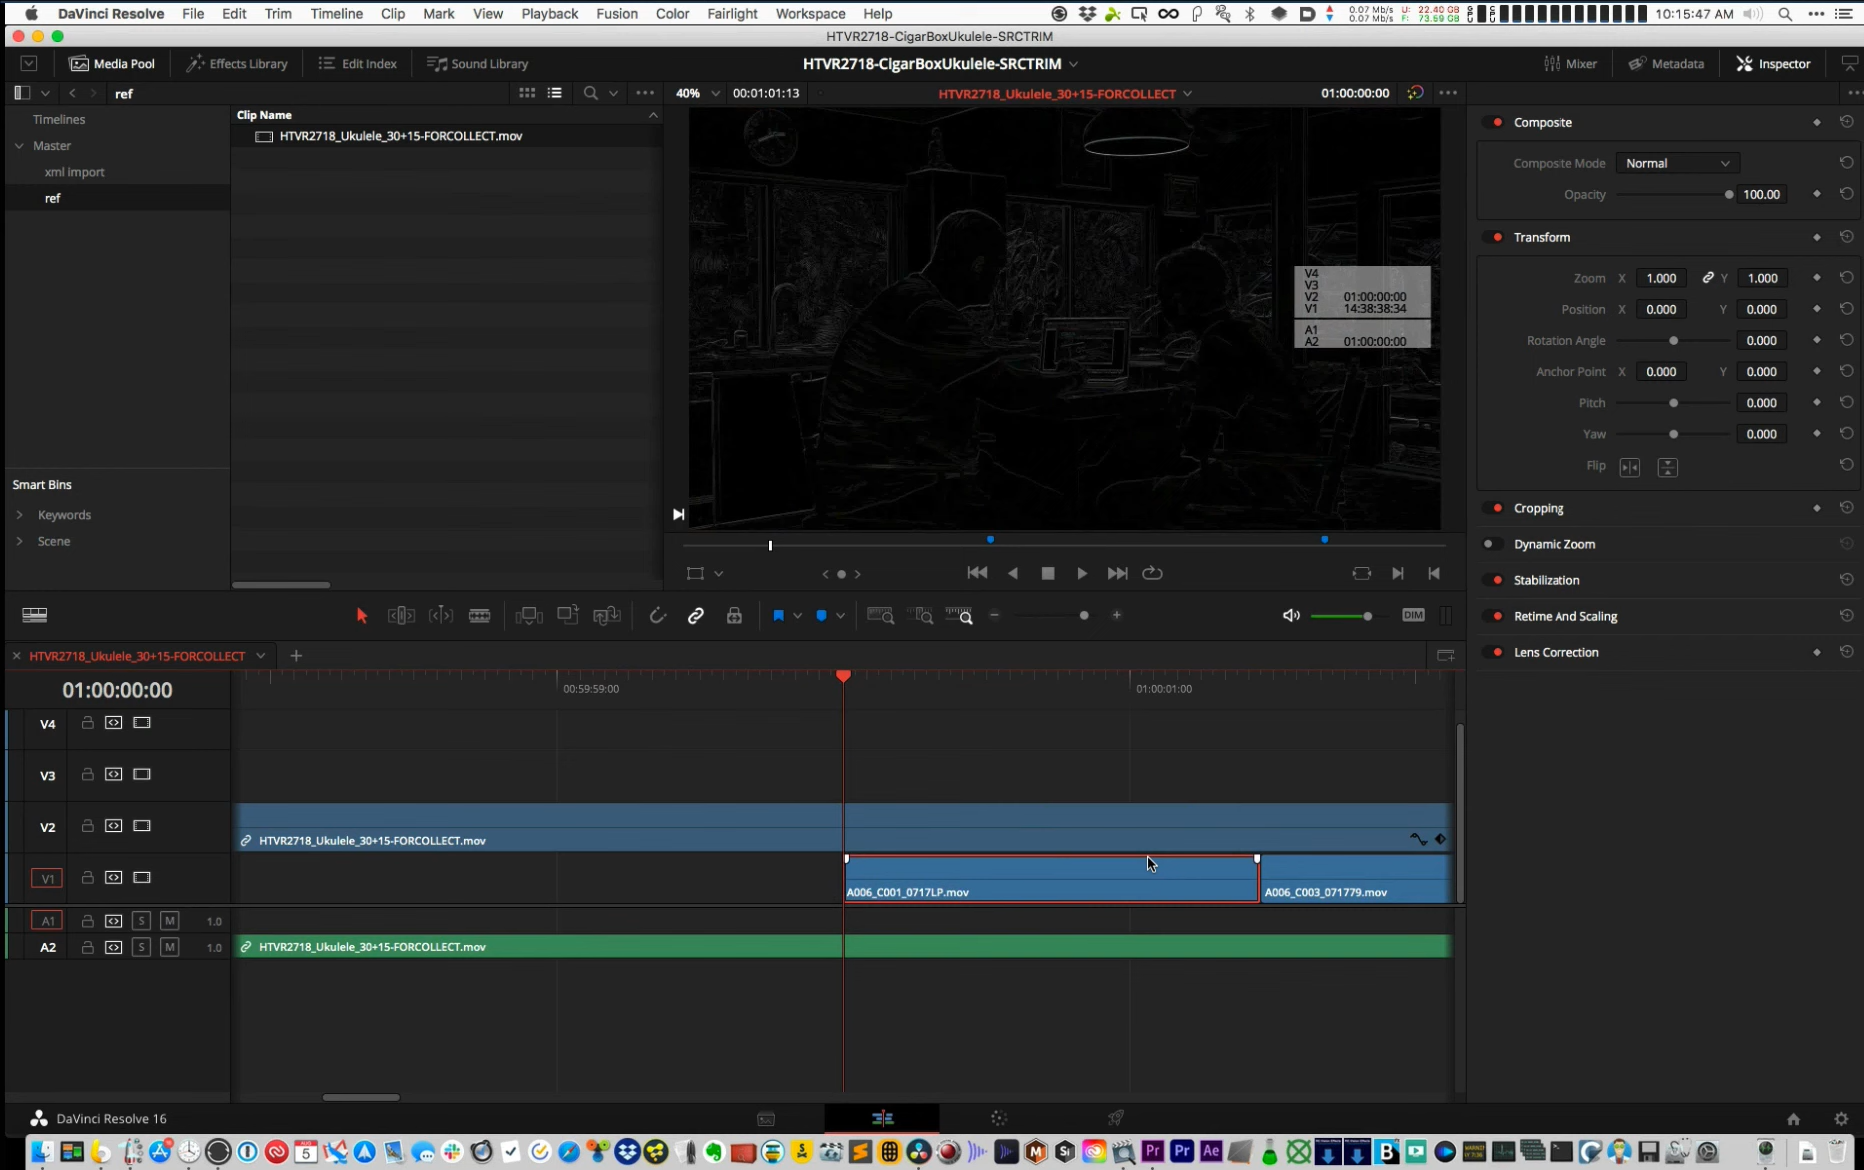 DaVinci Resolve File Edit Trim Timeline Clip Mark View Playback Fusion Color Fairlight Workspace Help
0.07 Mb/s U: 22.40 GB
0.07 Mb/s F: 73.59 GB
10:15:47 AM
HTVR2718-CigarBoxUkulele-SRCTRIM
Media Pool Effects Library Edit Index Sound Library
HTVR2718-CIgarBoxUkulele-SRCTRIM
Mixer Metadata Inspector
ref
40% 00:01:01:13
HTVR2718_Ukulele_30+15-FORCOLLECT
01:00:00:00
Timelines
Master
xml import
ref
Clip Name
HTVR2718_Ukulele_30+15-FORCOLLECT.mov
V4
V3
V2 01:00:00:00
V1 14:38:38:34
A1
A2 01:00:00:00
Composite
Composite Mode Normal
Opacity 100.00
Transform
Zoom X 1.000 Y 1.000
Position X 0.000 Y 0.000
Rotation Angle 0.000
Anchor Point X 0.000 Y 0.000
Pitch 0.000
Yaw 0.000
Flip
Cropping
Dynamic Zoom
Stabilization
Retime And Scaling
Lens Correction
Smart Bins
Keywords
Scene
DIM
HTVR2718_Ukulele_30+15-FORCOLLECT
01:00:00:00
00:59:59:00
01:00:01:00
V4
V3
V2
HTVR2718_Ukulele_30+15-FORCOLLECT.mov
V1
A006_C001_0717LP.mov
A006_C003_071779.mov
A1 S M 1.0
A2 S M 1.0
HTVR2718_Ukulele_30+15-FORCOLLECT.mov
DaVinci Resolve 16
5
Pr Pr Ae
B